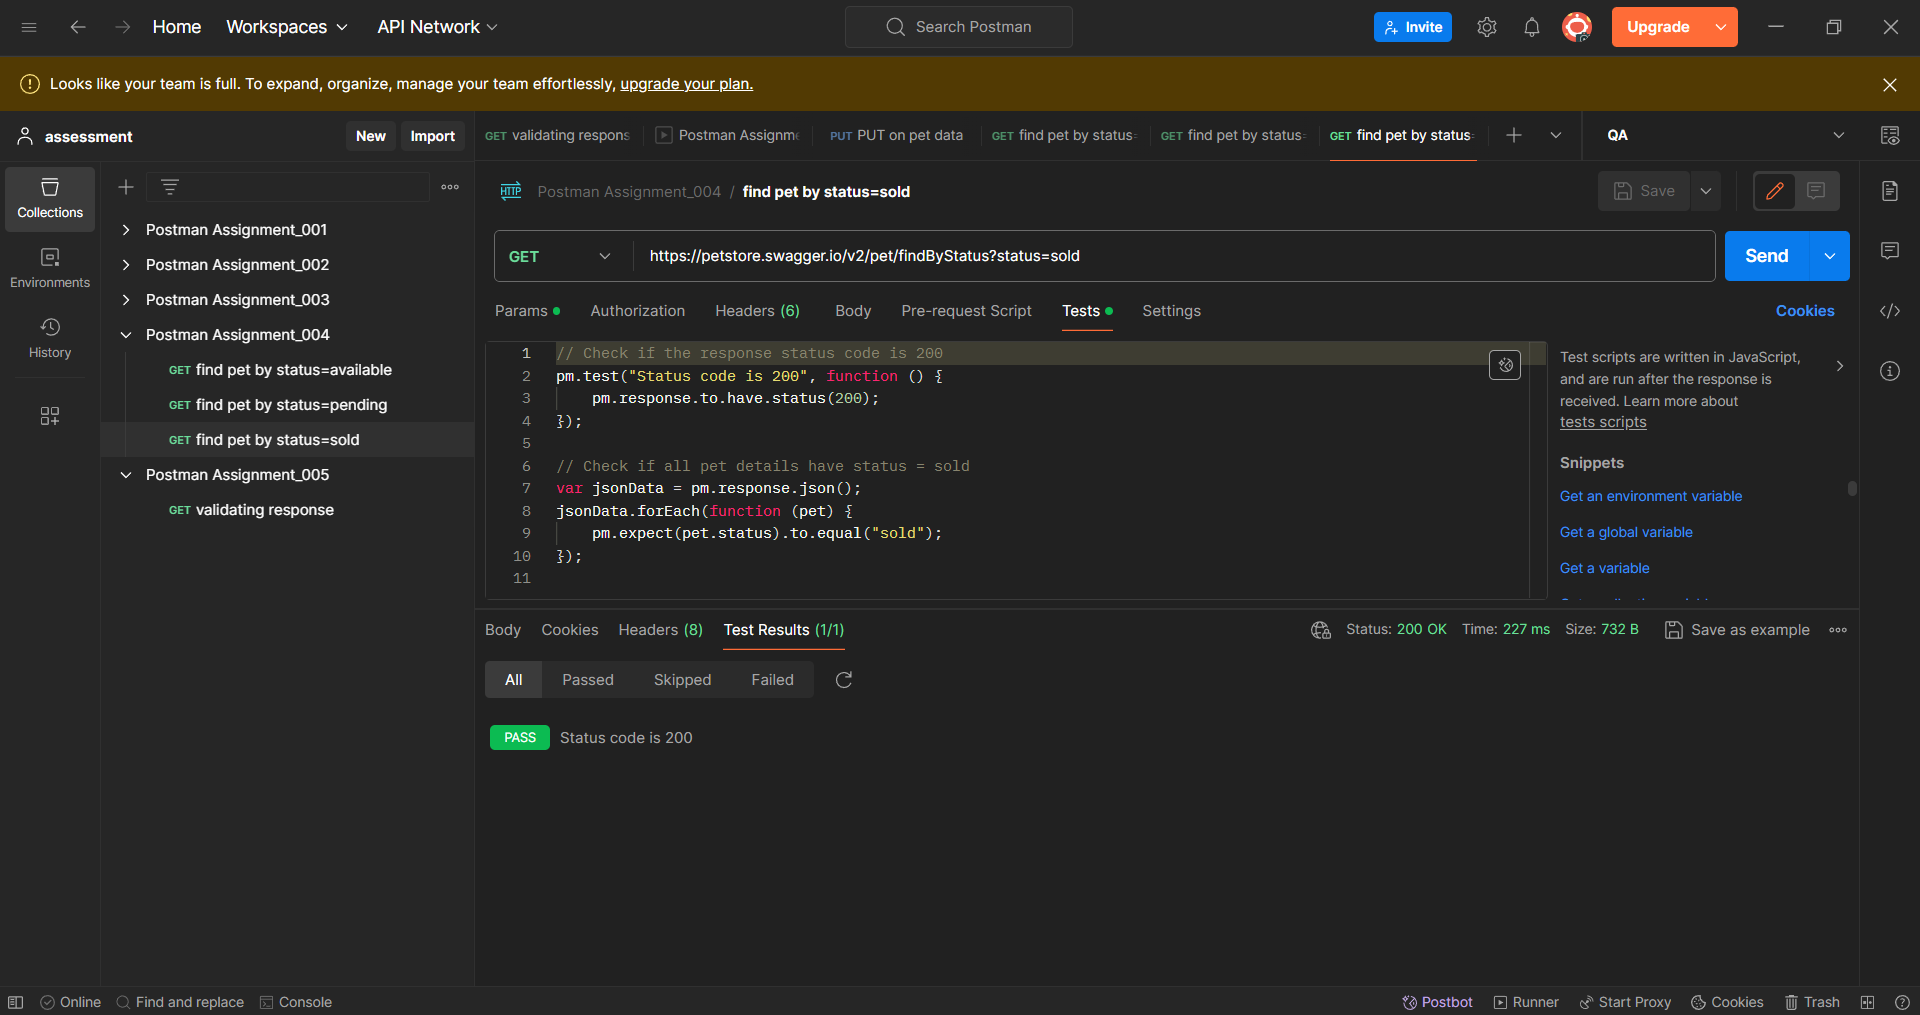 Home Workspaces API Network Search Postman Invite Upgrade
Looks like your team is full. To expand, organize, manage your team effortlessly, upgrade your plan.
assessment New Import
GET validating respons Postman Assignm PUT PUT on pet data GET find pet by status= GET find pet by status= GET find pet by status= QA
Collections
Environments
History
Postman Assignment_001
Postman Assignment_002
Postman Assignment_003
Postman Assignment_004
GET find pet by status=available
GET find pet by status=pending
GET find pet by status=sold
Postman Assignment_005
GET validating response
HTTP Postman Assignment_004 / find pet by status=sold Save
GET https://petstore.swagger.io/v2/pet/findByStatus?status=sold Send
Params Authorization Headers (6) Body Pre-request Script Tests Settings Cookies
1 // Check if the response status code is 200
2 pm.test("Status code is 200", function () {
3 pm.response.to.have.status(200);
4 });
5
6 // Check if all pet details have status = sold
7 var jsonData = pm.response.json();
8 jsonData.forEach(function (pet) {
9 pm.expect(pet.status).to.equal("sold");
10 });
11
Test scripts are written in JavaScript,
and are run after the response is
received. Learn more about
tests scripts
Snippets
Get an environment variable
Get a global variable
Get a variable
Body Cookies Headers (8) Test Results (1/1) Status: 200 OK Time: 227 ms Size: 732 B Save as example
All Passed Skipped Failed
PASS Status code is 200
Online Find and replace Console Postbot Runner Start Proxy Cookies Trash